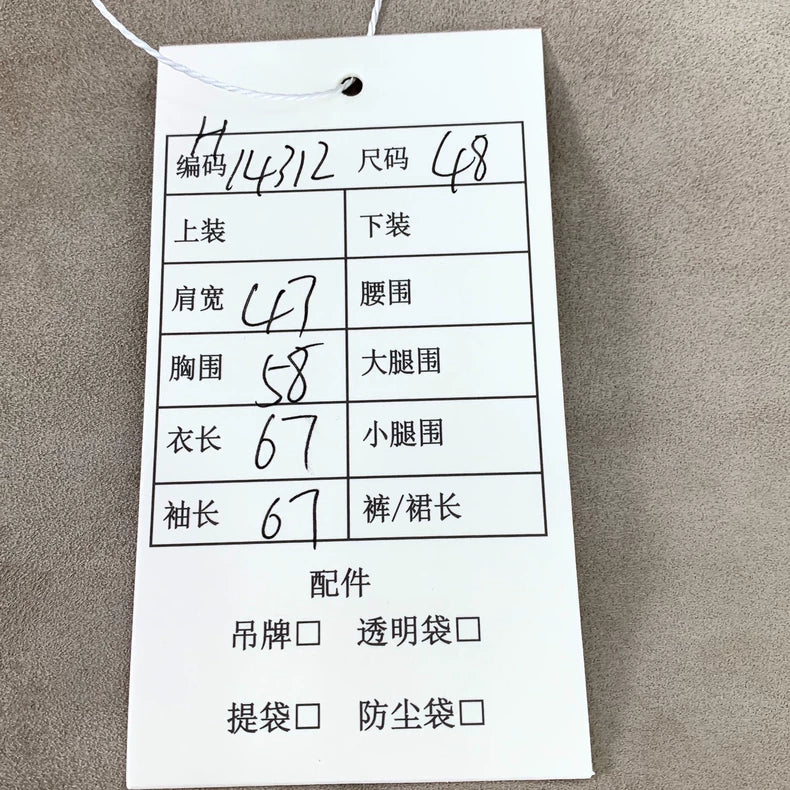 编码 H14312 尺码 48
上装 下装
肩宽 47 腰围
胸围 58 大腿围
衣长 67 小腿围
袖长 67 裤/裙长
配件
吊牌□ 透明袋□
提袋□ 防尘袋□